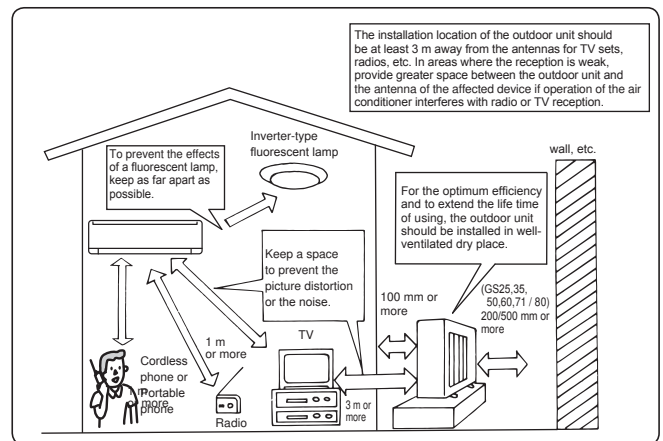 The installation location of the outdoor unit should
be at least 3 m away from the antennas for TV sets,
radios, etc. In areas where the reception is weak,
provide greater space between the outdoor unit and
the antenna of the affected device if operation of the air
conditioner interferes with radio or TV reception.
Inverter-type
fluorescent lamp
wall, etc.
To prevent the effects
of a fluorescent lamp,
keep as far apart as
possible.
For the optimum efficiency
and to extend the life time
of using, the outdoor unit
should be installed in well-
ventilated dry place.
Keep a space
to prevent the
picture distortion
or the noise.
100 mm or
more
(GS25,35,
50,60,71 / 80)
200/500 mm or
more
1 m
or more
TV
Cordless
phone or
Portable
phone
1 m
or more
Radio
3 m or
more